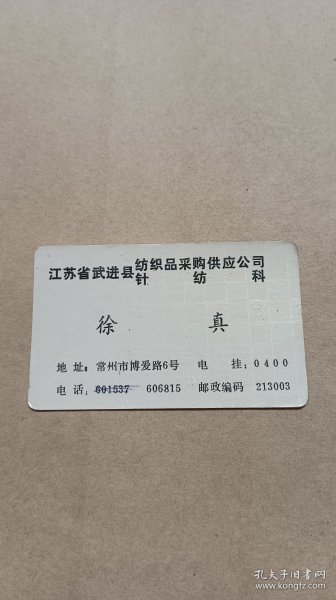 江苏省武进县纺织品采购供应公司
针纺科
徐真
地址：常州市博爱路6号 电挂：0400
电话：601537 606815 邮政编码 213003
孔夫子旧书网
www.kongfz.com